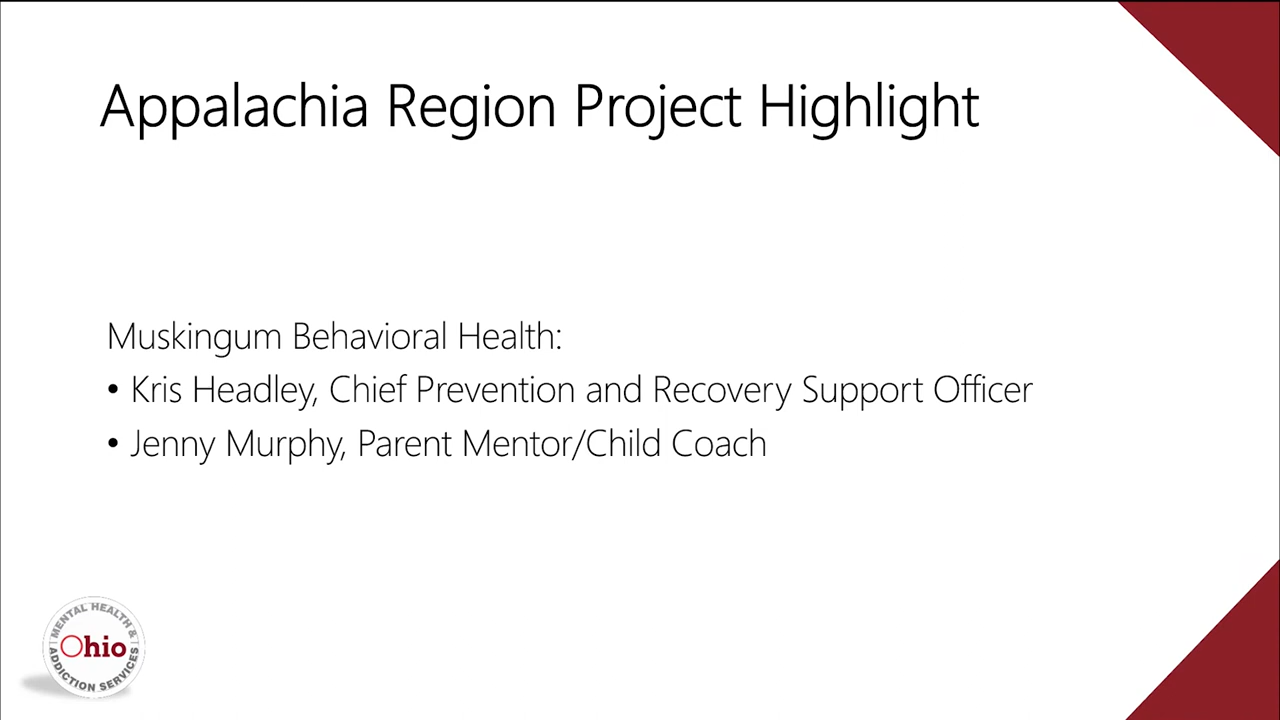 Appalachia Region Project Highlight
Muskingum Behavioral Health:
• Kris Headley, Chief Prevention and Recovery Support Officer
• Jenny Murphy, Parent Mentor/Child Coach
MENTAL HEALTH &
Ohio
ADDICTION SERVICES